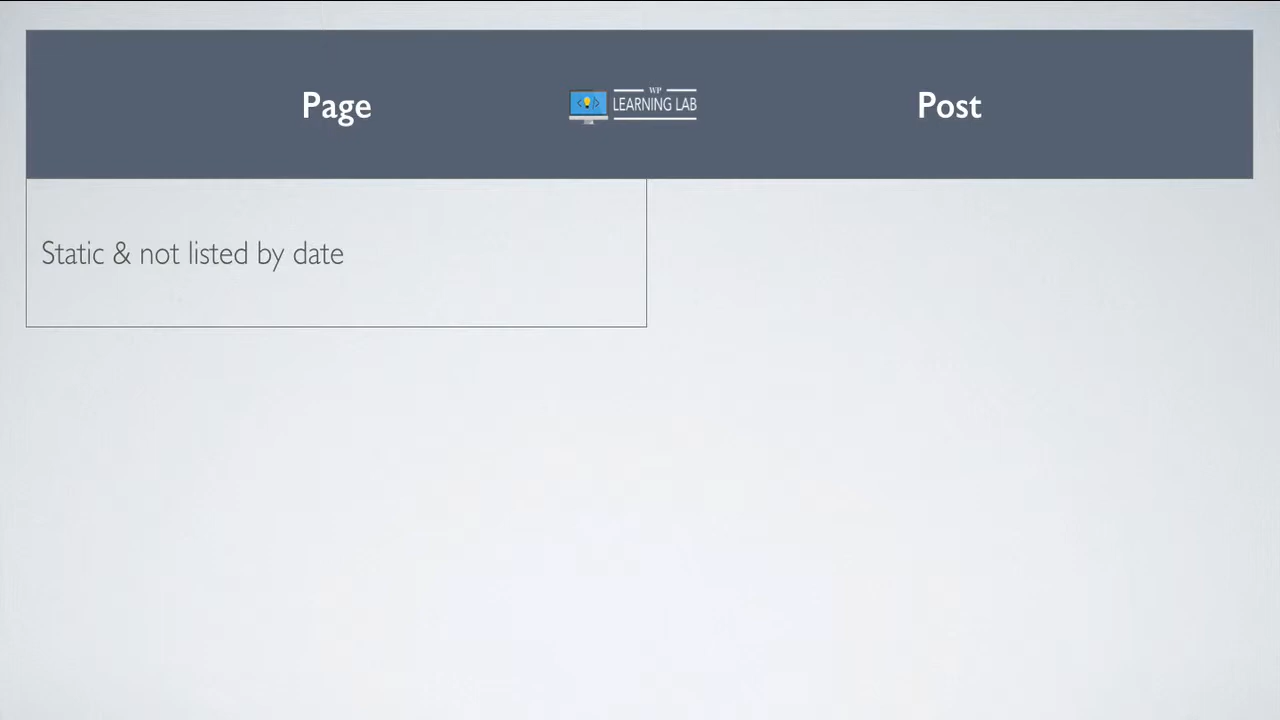 Page
WP
LEARNING LAB
Post
Static & not listed by date